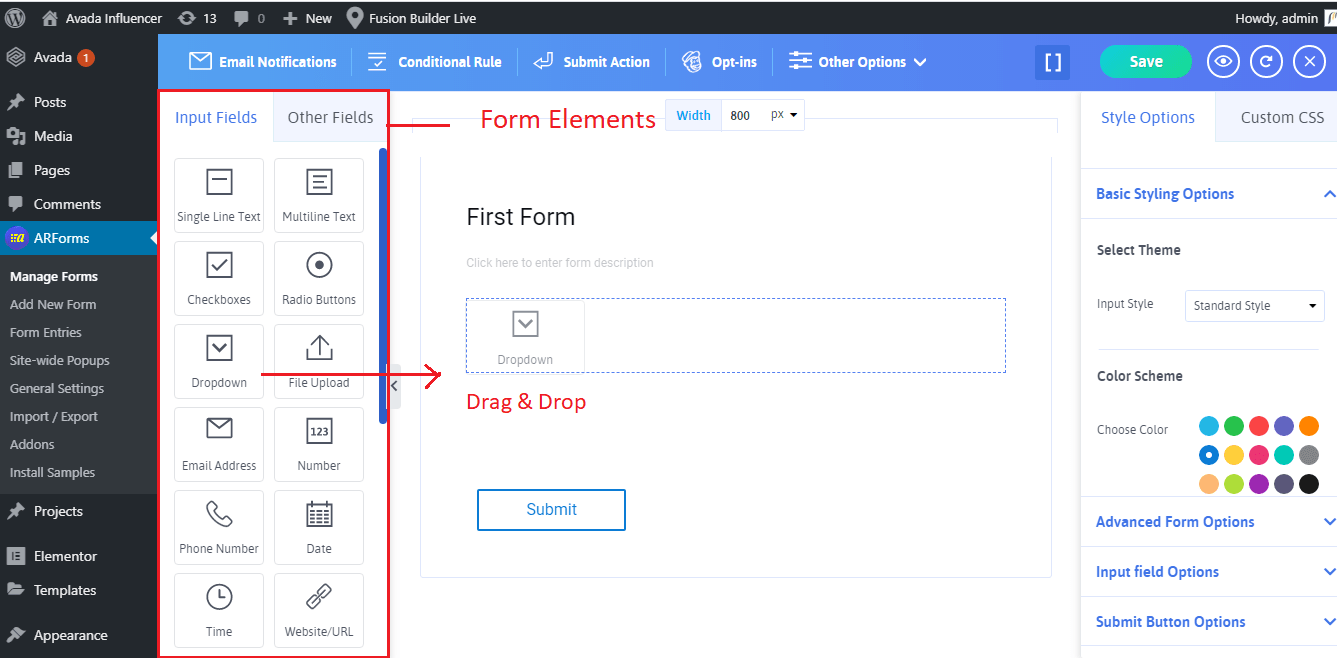 Avada Influencer 13 0 New Fusion Builder Live Howdy, admin
Avada 1
Posts
Media
Pages
Comments
ARForms
Manage Forms
Add New Form
Form Entries
Site-wide Popups
General Settings
Import / Export
Addons
Install Samples
Projects
Elementor
Templates
Appearance
Email Notifications Conditional Rule Submit Action Opt-ins Other Options [ ] Save
Input Fields Other Fields
Single Line Text Multiline Text
Checkboxes Radio Buttons
Dropdown File Upload
Email Address 123 Number
Phone Number Date
Time Website/URL
Form Elements
Width 800 px
First Form
Click here to enter form description
Dropdown
Drag & Drop
Submit
Style Options Custom CSS
Basic Styling Options
Select Theme
Input Style Standard Style
Color Scheme
Choose Color
Advanced Form Options
Input field Options
Submit Button Options